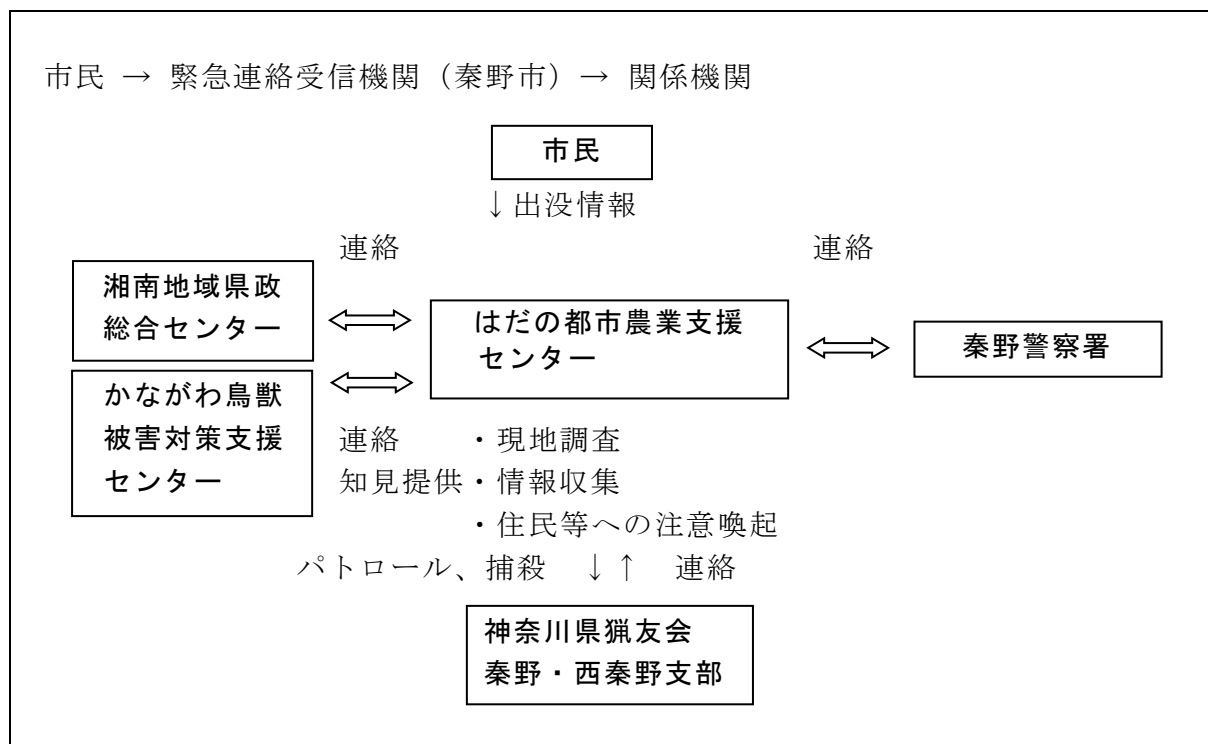 市民 → 緊急連絡受信機関（秦野市）→ 関係機関
市民
↓出没情報
連絡
連絡
湘南地域県政
総合センター
はだの都市農業支援
センター
秦野警察署
かながわ鳥獣
被害対策支援
センター
連絡
知見提供
・現地調査
・情報収集
・住民等への注意喚起
パトロール、捕殺 ↓↑ 連絡
神奈川県猟友会
秦野・西秦野支部